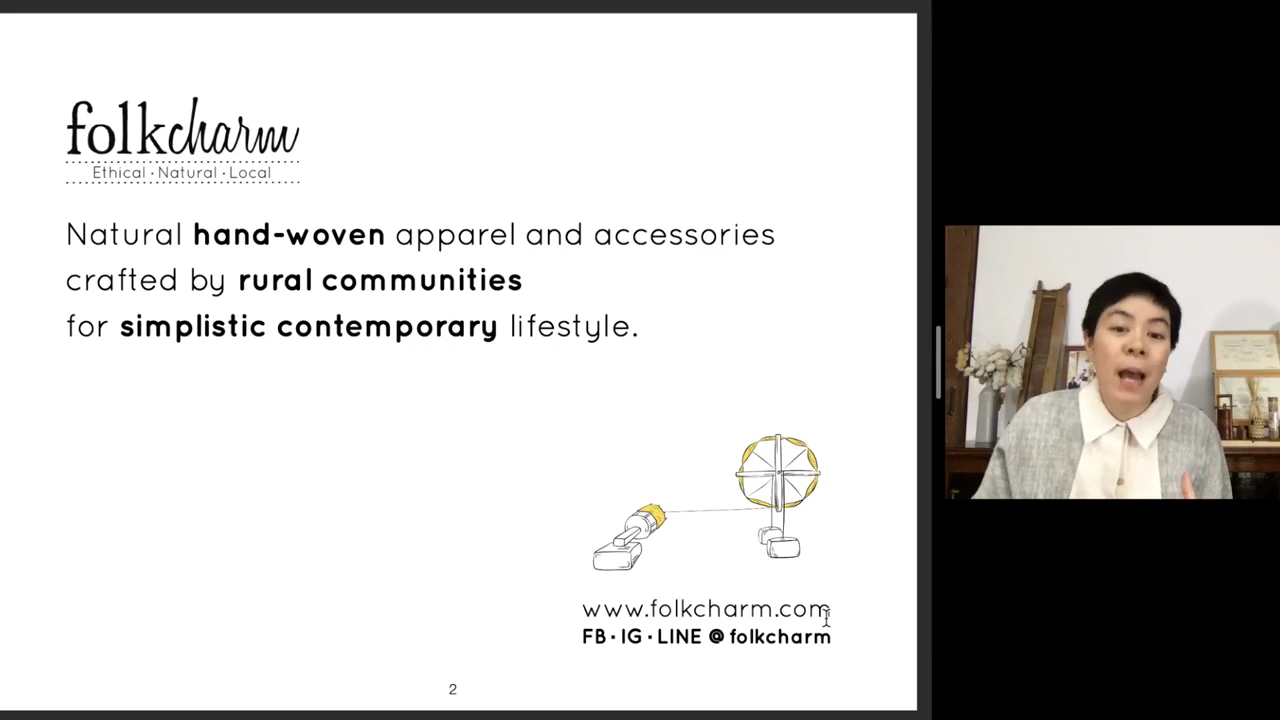 folkcharm
Ethical · Natural · Local
Natural hand-woven apparel and accessories
crafted by rural communities
for simplistic contemporary lifestyle.
www.folkcharm.com
FB · IG · LINE @ folkcharm
2